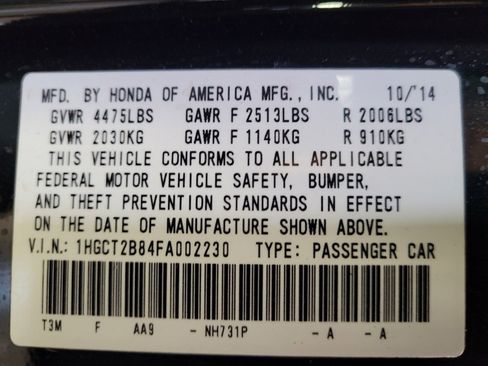 MFD. BY HONDA OF AMERICA MFG., INC. 10/'14
GVWR 4475LBS GAWR F 2513LBS R 2006LBS
GVWR 2030KG GAWR F 1140KG R 910KG
THIS VEHICLE CONFORMS TO ALL APPLICABLE
FEDERAL MOTOR VEHICLE SAFETY, BUMPER,
AND THEFT PREVENTION STANDARDS IN EFFECT
ON THE DATE OF MANUFACTURE SHOWN ABOVE.
V.I.N.: 1HGCT2B84FA002230 TYPE: PASSENGER CAR
T3M F AA9 - NH731P - A - A